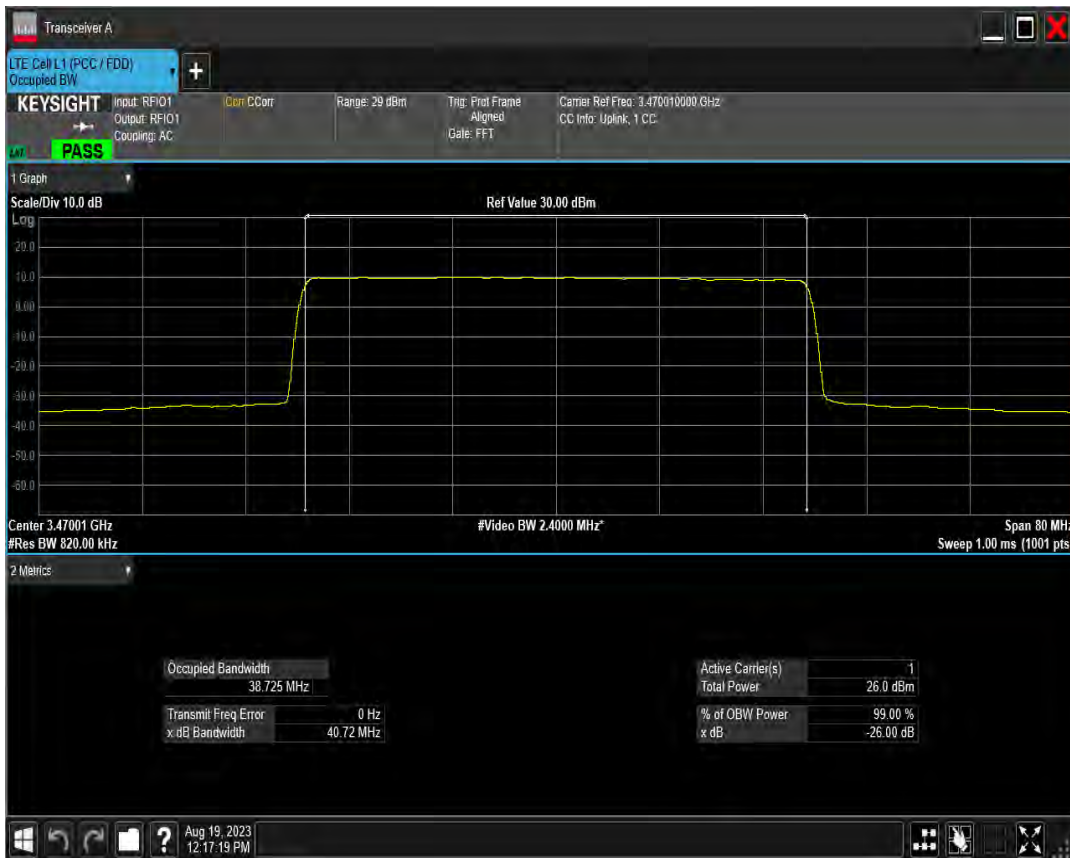 Transceiver A
LTE Cell L1 (PCC / FDD)
Occupied BW
+
KEYSIGHT
Input: RFIO1
Output: RFIO1
Coupling: AC
Corr CCorr
Range: 29 dBm
Trig: Prot Frame
Aligned
Gate: FFT
Carrier Ref Freq: 3.470010000 GHz
CC Info: Uplink, 1 CC
PASS
1 Graph
Scale/Div 10.0 dB
Ref Value 30.00 dBm
Log
20.0
10.0
0.00
-10.0
-20.0
-30.0
-40.0
-50.0
-60.0
Center 3.47001 GHz
#Video BW 2.4000 MHz*
Span 80 MHz
#Res BW 820.00 kHz
Sweep 1.00 ms (1001 pts
2 Metrics
Occupied Bandwidth
38.725 MHz
Transmit Freq Error 0 Hz
x dB Bandwidth 40.72 MHz
Active Carrier(s) 1
Total Power 26.0 dBm
% of OBW Power 99.00 %
x dB -26.00 dB
?
Aug 19, 2023
12:17:19 PM